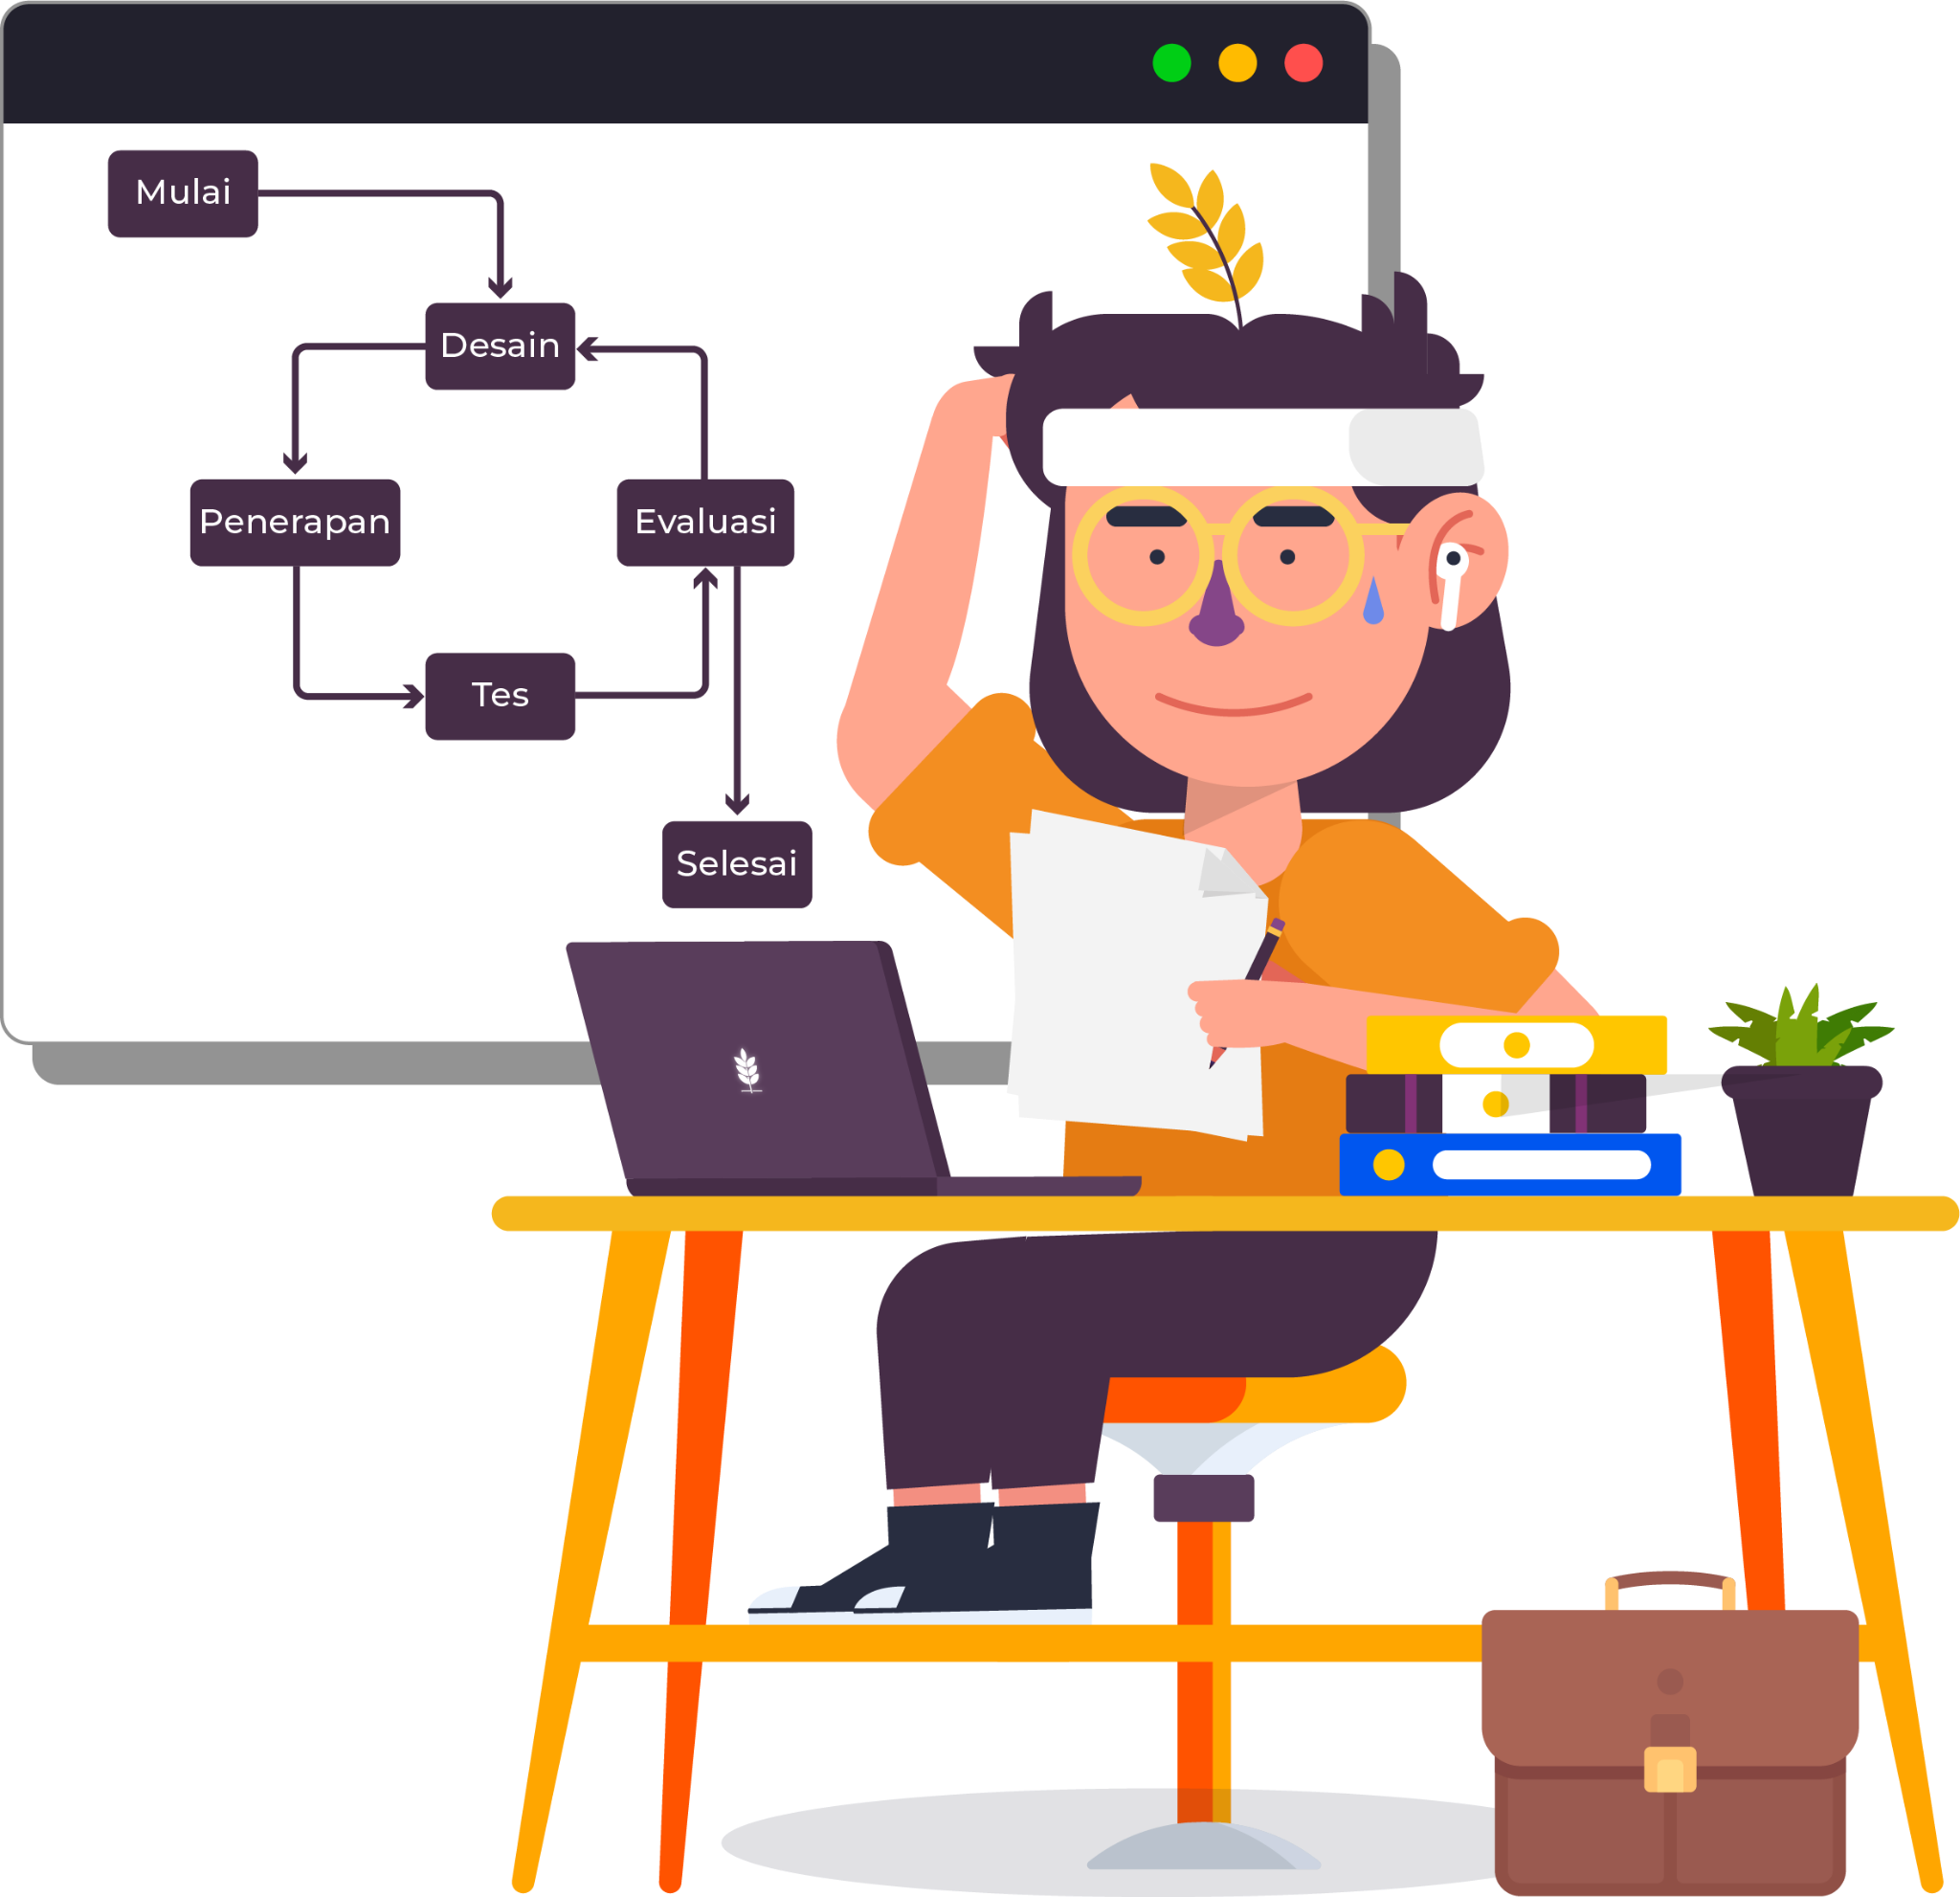 Mulai
Desain
Penerapan
Evaluasi
Tes
Selesai